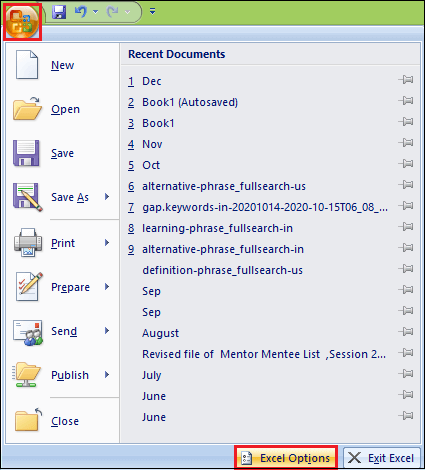 Recent Documents
New
Open
Save
Save As
Print
Prepare
Send
Publish
Close
1 Dec
2 Book1 (Autosaved)
3 Book1
4 Nov
5 Oct
6 alternative-phrase_fullsearch-us
7 gap.keywords-in-20201014-2020-10-15T06_08_...
8 learning-phrase_fullsearch-in
9 alternative-phrase_fullsearch-in
definition-phrase_fullsearch-us
Sep
Sep
August
Revised file of Mentor Mentee List ,Session 2...
July
June
June
Excel Options
Exit Excel